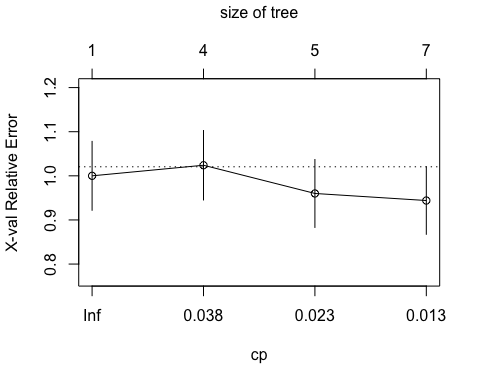 size of tree
1 4 5 7
1.2
1.1
1.0
0.9
0.8
X-val Relative Error
Inf 0.038 0.023 0.013
cp